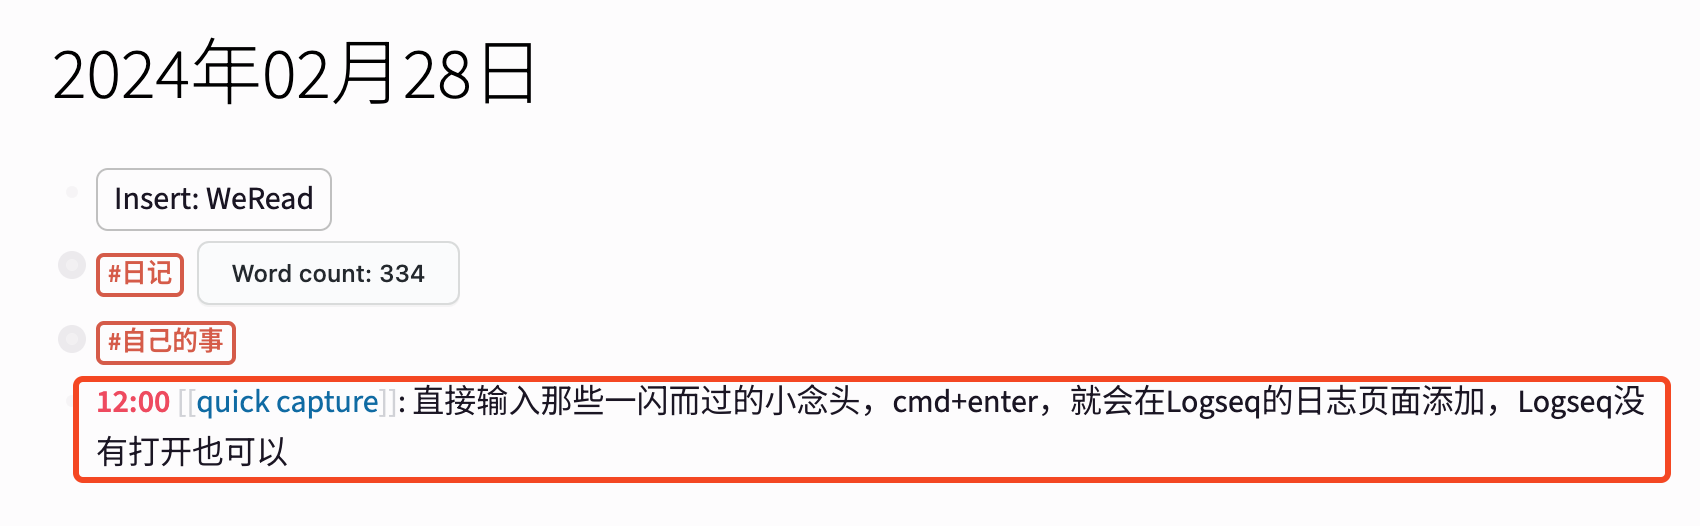 2024年02月28日
Insert: WeRead
#日记 Word count: 334
#自己的事
12:00 [[quick capture]]: 直接输入那些一闪而过的小念头，cmd+enter，就会在Logseq的日志页面添加，Logseq没
有打开也可以